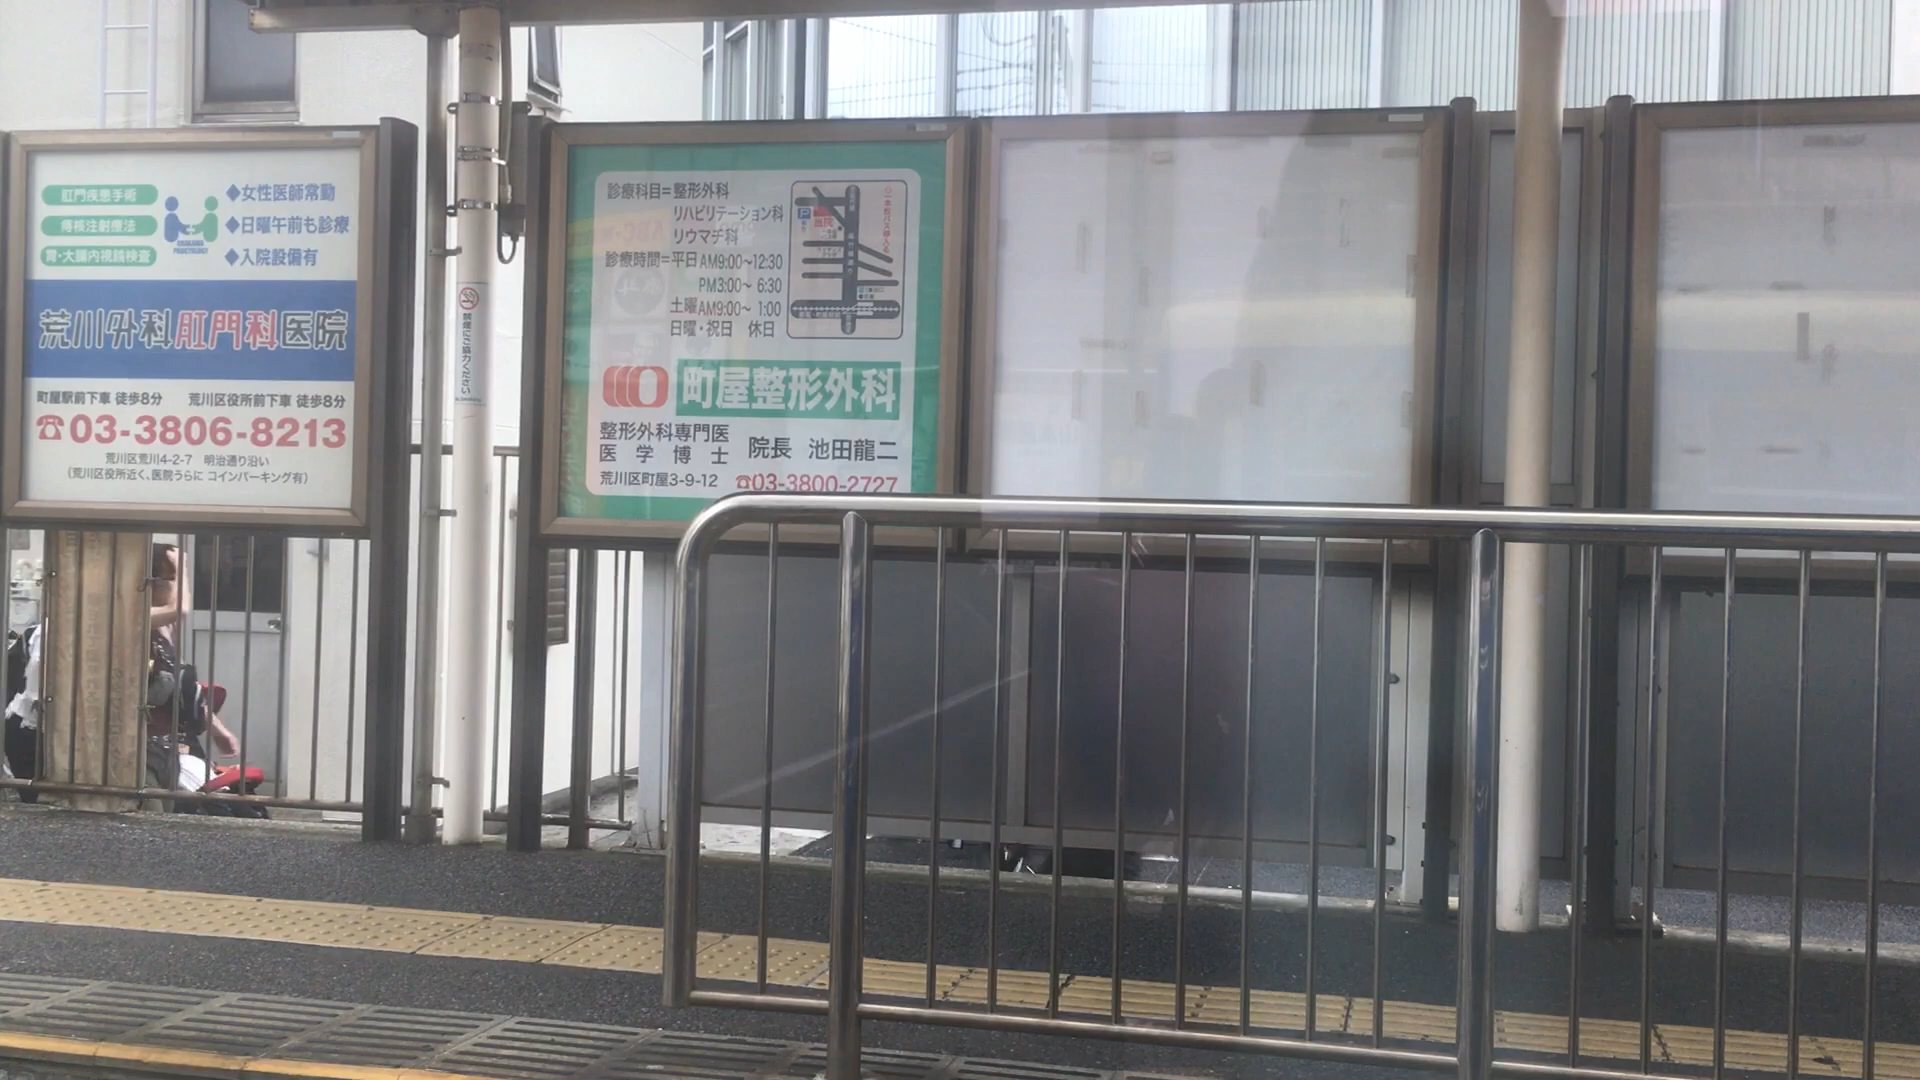 肛門疾患手術
痔核注射療法
胃・大腸内視鏡検査
◆女性医師常勤
◆日曜午前も診療
◆入院設備有
荒川外科肛門科医院
町屋駅前下車 徒歩8分 荒川区役所前下車 徒歩8分
☎03-3806-8213
荒川区荒川4-2-7 明治通り沿い
(荒川区役所近く、医院うらに コインパーキング有)
禁煙にご協力ください
診療科目=整形外科
リハビリテーション科
リウマチ科
診療時間=平日AM9:00~12:30
PM3:00~ 6:30
土曜AM9:00~ 1:00
日曜・祝日 休日
P
当院
町屋整形外科
整形外科専門医
医学博士
院長 池田龍二
荒川区町屋3-9-12 ☎03-3800-2727